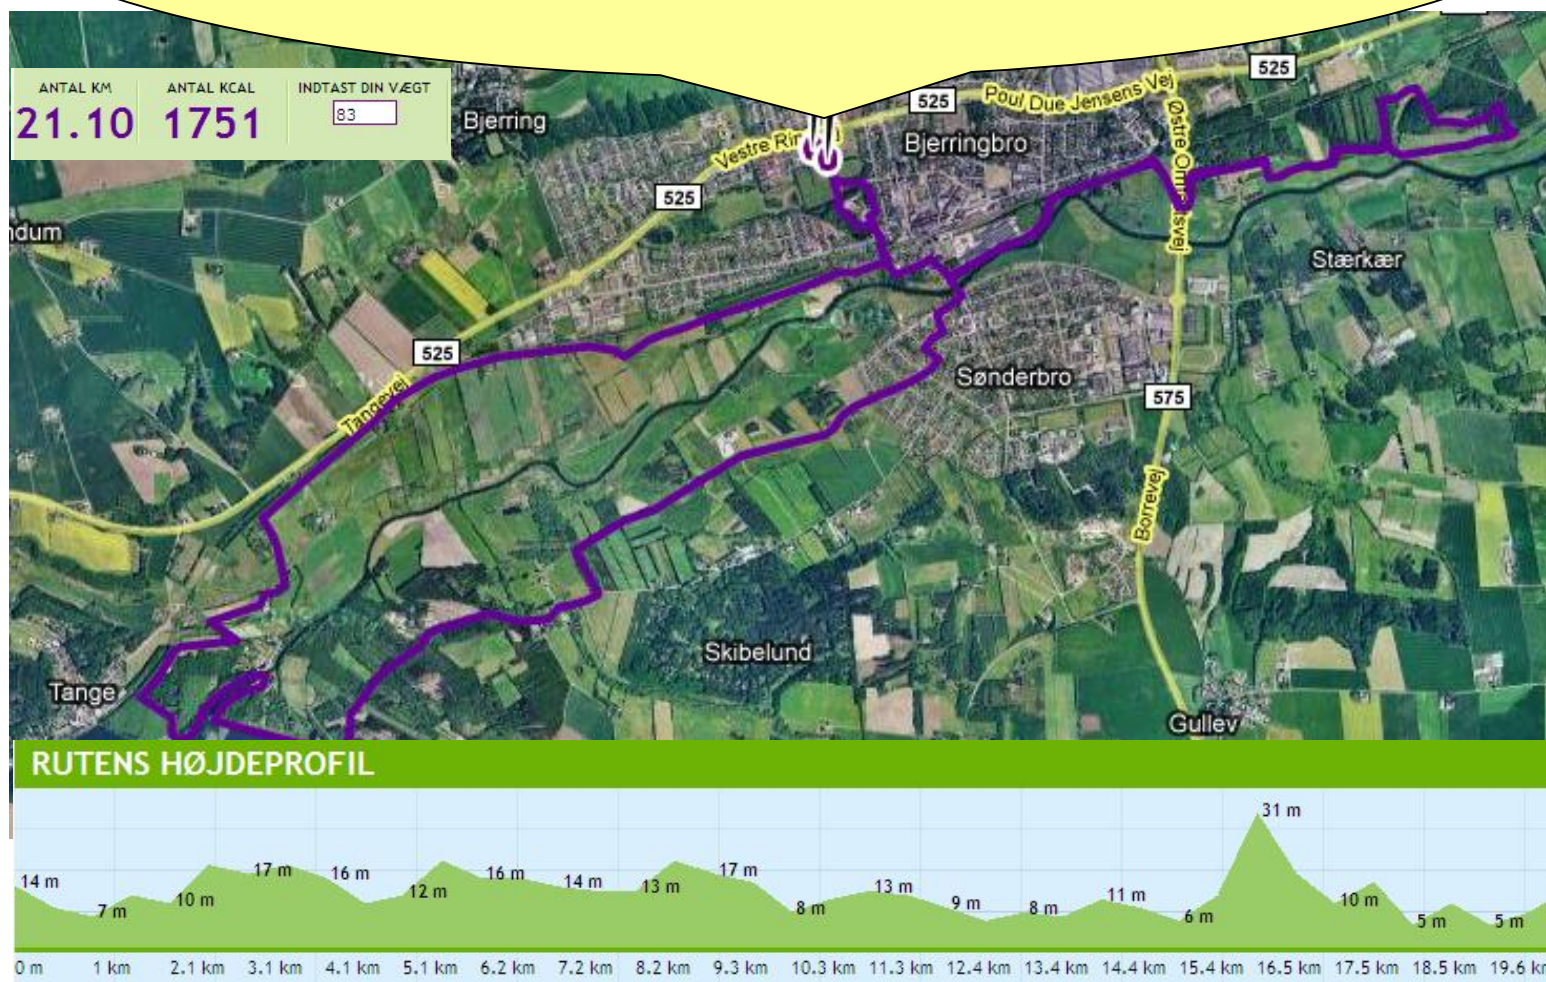 525
ANTAL KM ANTAL KCAL INDTAST DIN VÆGT
21.10 1751 83
Bjerring
525
Poul Due Jensens Vej
Østre
Vestre
Bjerringbro
525
Stærkær
525
Sønderbro
575
Tangevej
Borrevej
Skibelund
Tange
Gullev
RUTENS HØJDEPROFIL
31 m
14 m 7 m 10 m 17 m 16 m 12 m 16 m 14 m 13 m 17 m 8 m 13 m 9 m 8 m 11 m 6 m 10 m 5 m 5 m
0 m 1 km 2.1 km 3.1 km 4.1 km 5.1 km 6.2 km 7.2 km 8.2 km 9.3 km 10.3 km 11.3 km 12.4 km 13.4 km 14.4 km 15.4 km 16.5 km 17.5 km 18.5 km 19.6